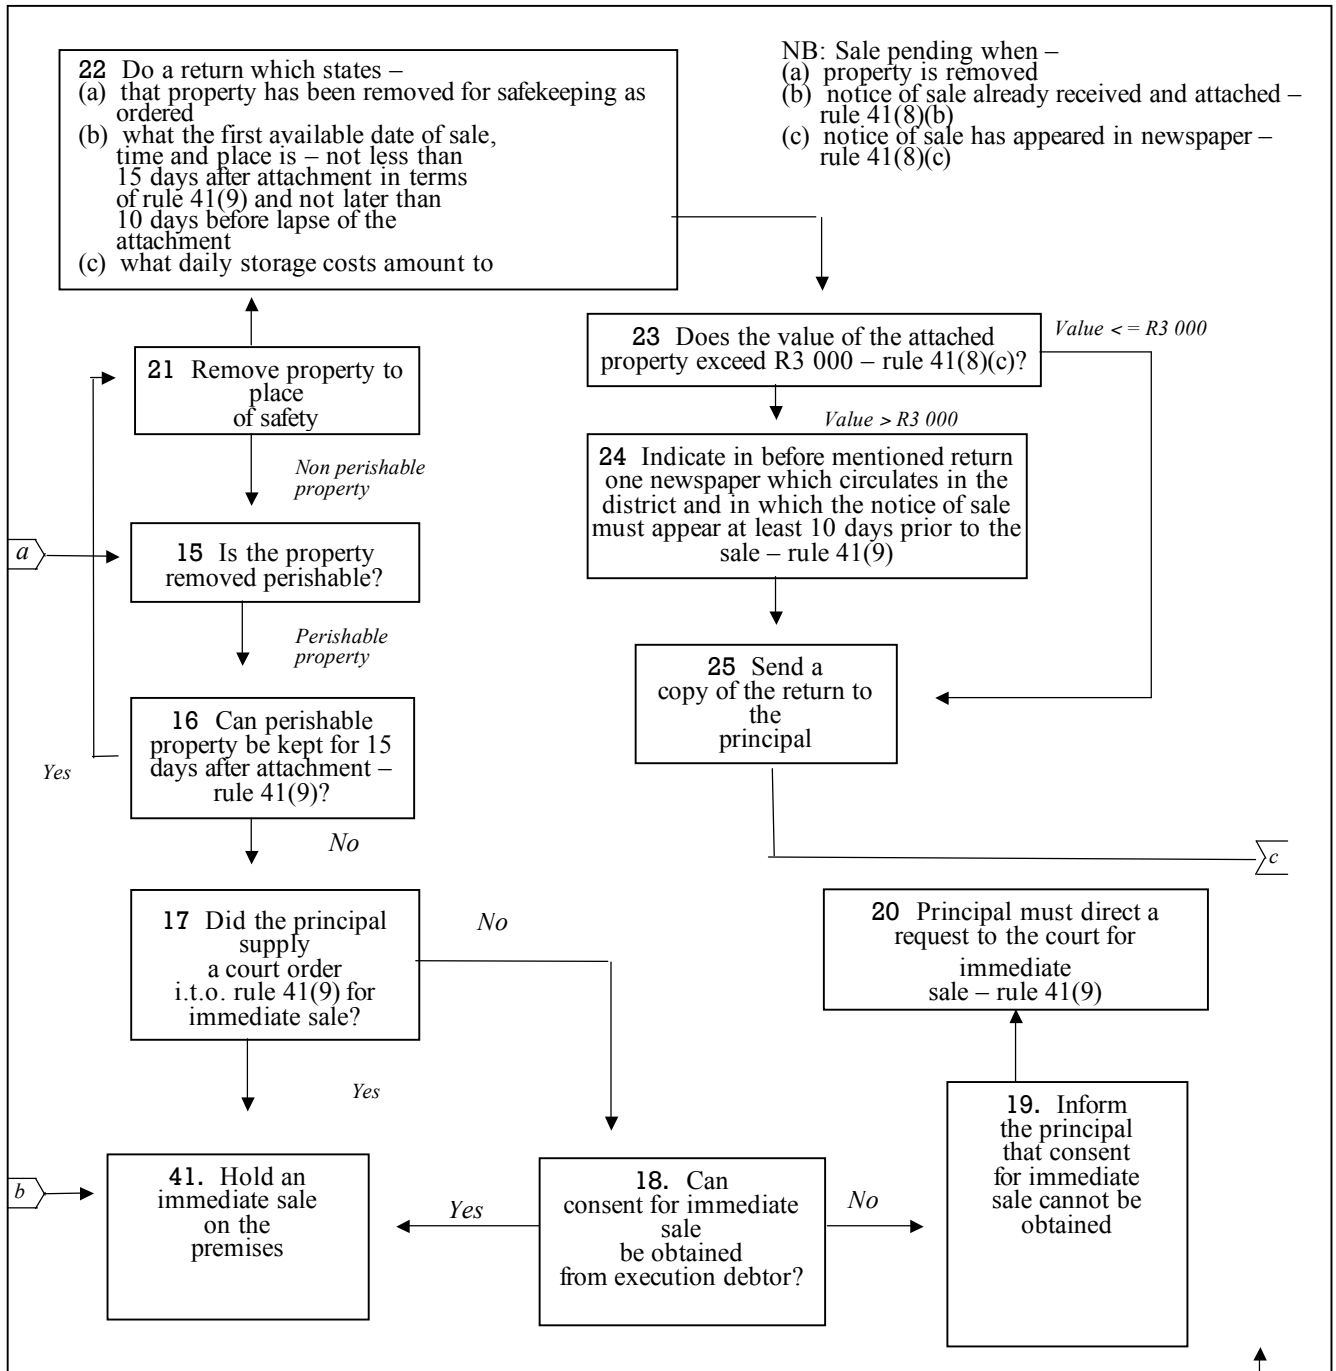 22 Do a return which states –
(a) that property has been removed for safekeeping as
ordered
(b) what the first available date of sale,
time and place is – not less than
15 days after attachment in terms
of rule 41(9) and not later than
10 days before lapse of the
attachment
(c) what daily storage costs amount to
NB: Sale pending when –
(a) property is removed
(b) notice of sale already received and attached –
rule 41(8)(b)
(c) notice of sale has appeared in newspaper –
rule 41(8)(c)
23 Does the value of the attached
property exceed R3 000 – rule 41(8)(c)?
Value < = R3 000
21 Remove property to
place
of safety
Value > R3 000
24 Indicate in before mentioned return
one newspaper which circulates in the
district and in which the notice of sale
must appear at least 10 days prior to the
sale – rule 41(9)
Non perishable
property
a
15 Is the property
removed perishable?
Perishable
property
25 Send a
copy of the return to
the
principal
16 Can perishable
property be kept for 15
days after attachment –
rule 41(9)?
Yes
No
c
17 Did the principal
supply
a court order
i.t.o. rule 41(9) for
immediate sale?
No
20 Principal must direct a
request to the court for
immediate
sale – rule 41(9)
Yes
19. Inform
the principal
that consent
for immediate
sale cannot be
obtained
b
41. Hold an
immediate sale
on the
premises
Yes
18. Can
consent for immediate
sale
be obtained
from execution debtor?
No